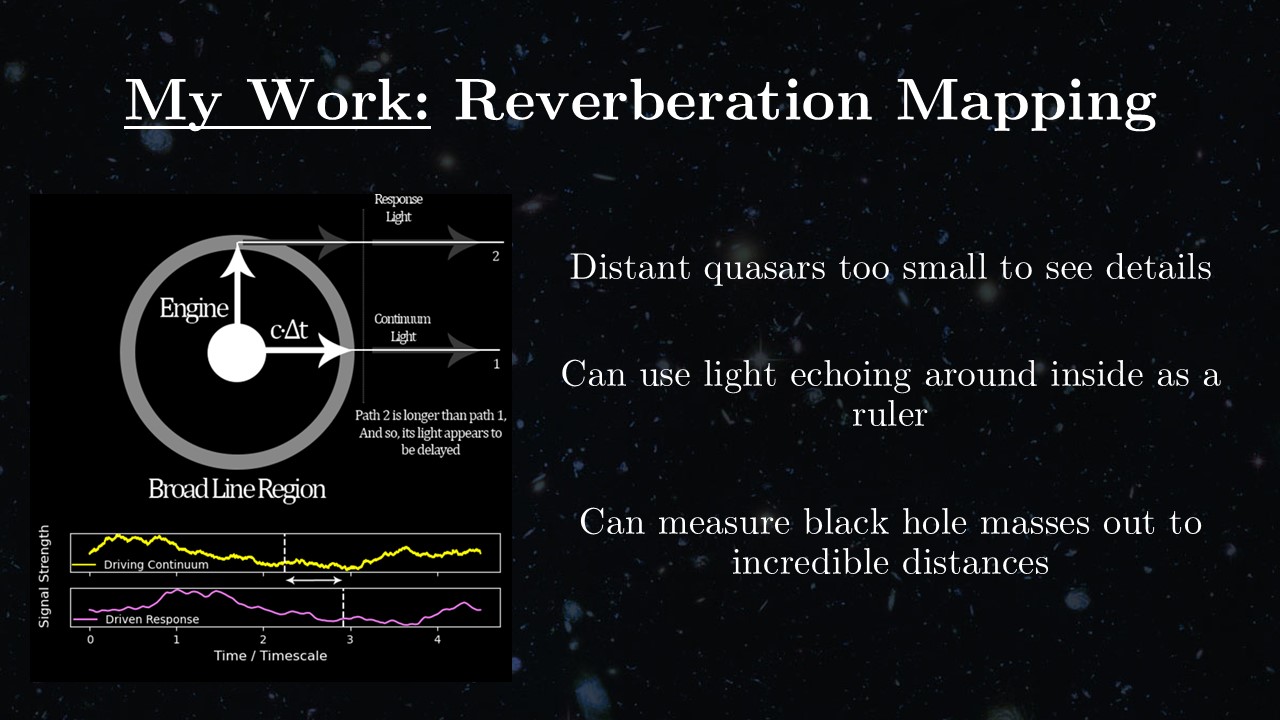 My Work: Reverberation Mapping
Response
Light
2
Engine
c·Δt
Continuum
Light
1
Path 2 is longer than path 1,
And so, its light appears to
be delayed
Broad Line Region
Signal Strength
Driving Continuum
Driven Response
0 1 2 3 4
Time / Timescale
Distant quasars too small to see details
Can use light echoing around inside as a
ruler
Can measure black hole masses out to
incredible distances